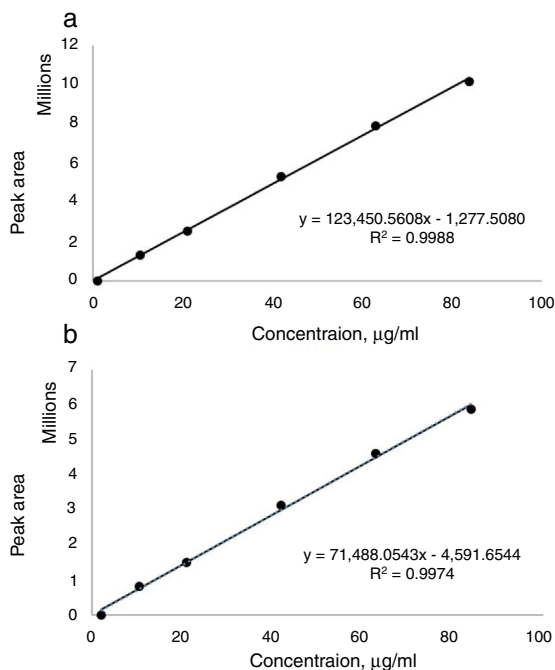 a
12
10
8
6
4
2
0
Millions
Peak area
y = 123,450.5608x - 1,277.5080
R² = 0.9988
0 20 40 60 80 100
Concentraion, µg/ml
b
7
6
5
4
3
2
1
0
Millions
Peak area
y = 71,488.0543x - 4,591.6544
R² = 0.9974
0 20 40 60 80 100
Concentraion, µg/ml